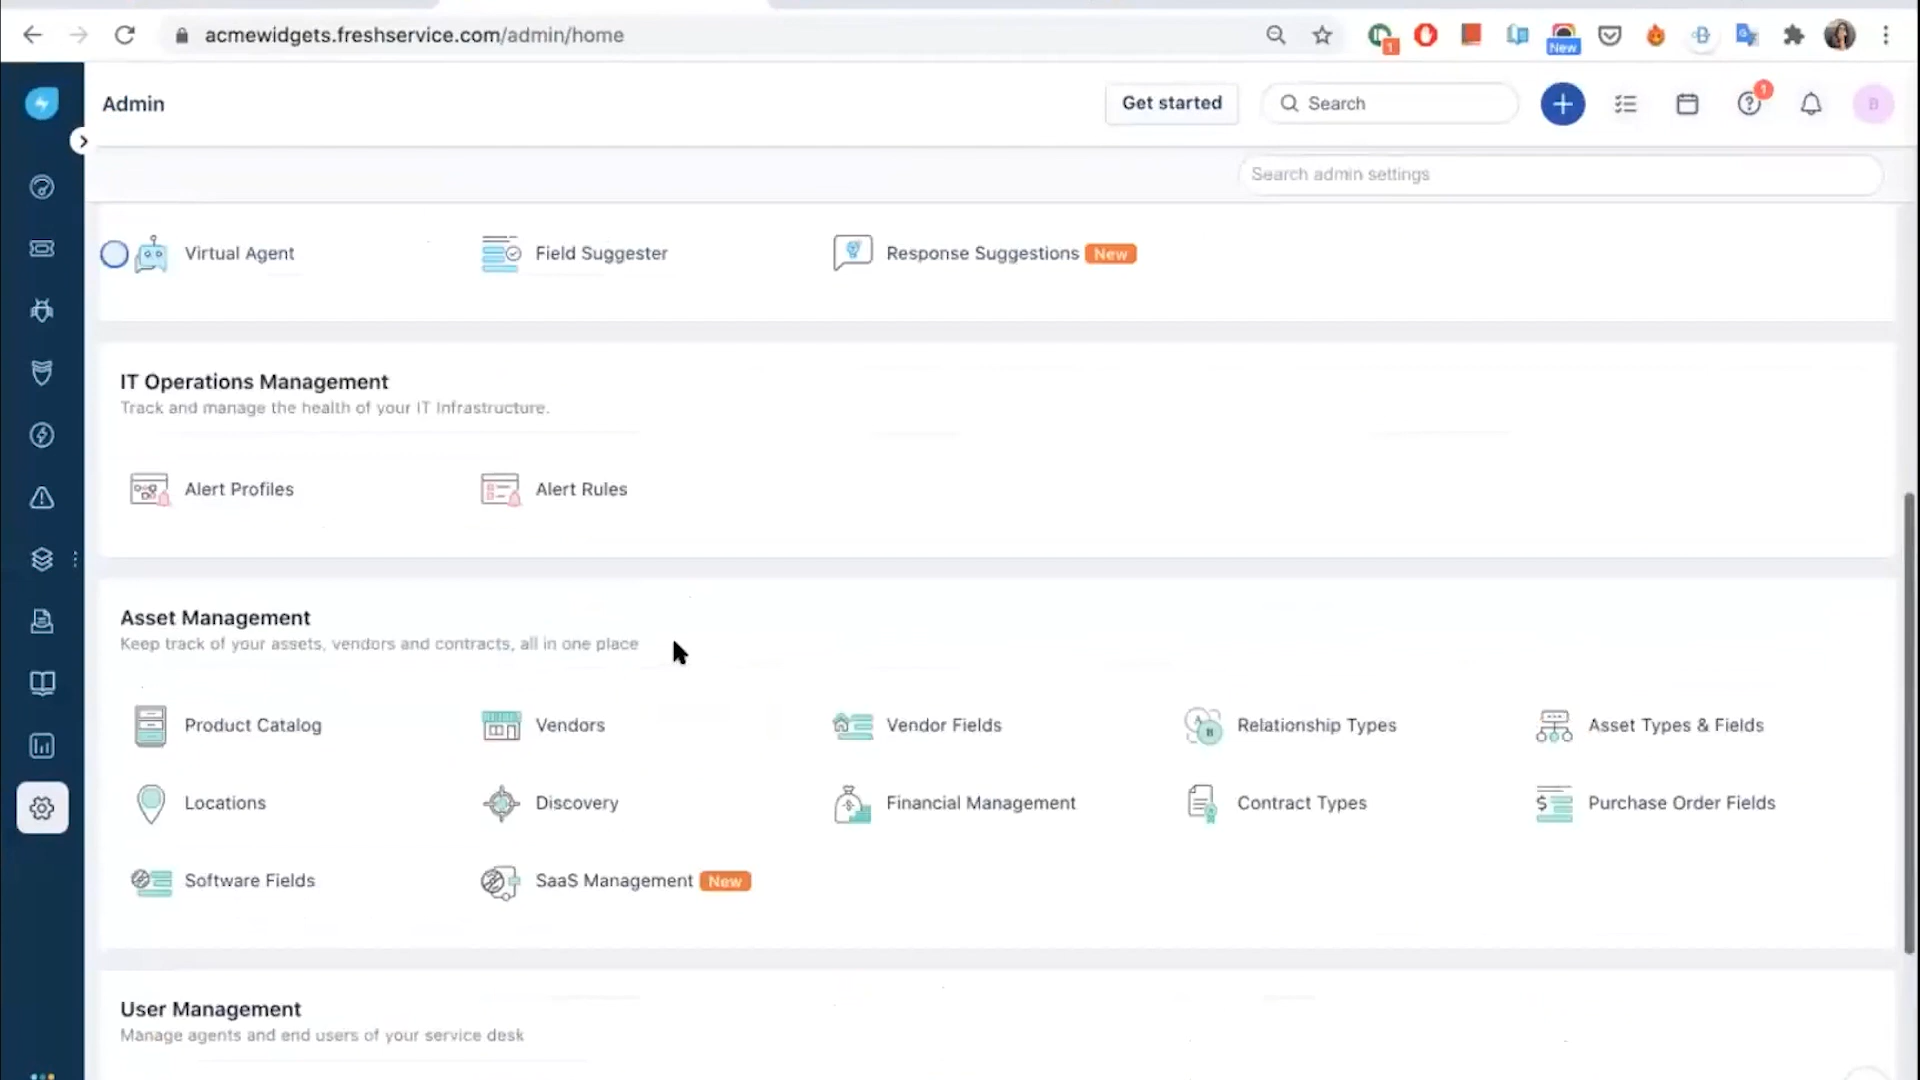 acmewidgets.freshservice.com/admin/home
1
New
Admin
Get started
Search
1
B
Search admin settings
Virtual Agent
Field Suggester
Response Suggestions New
IT Operations Management
Track and manage the health of your IT Infrastructure.
Alert Profiles
Alert Rules
Asset Management
Keep track of your assets, vendors and contracts, all in one place
Product Catalog
Vendors
Vendor Fields
Relationship Types
Asset Types & Fields
Locations
Discovery
Financial Management
Contract Types
Purchase Order Fields
Software Fields
SaaS Management New
User Management
Manage agents and end users of your service desk